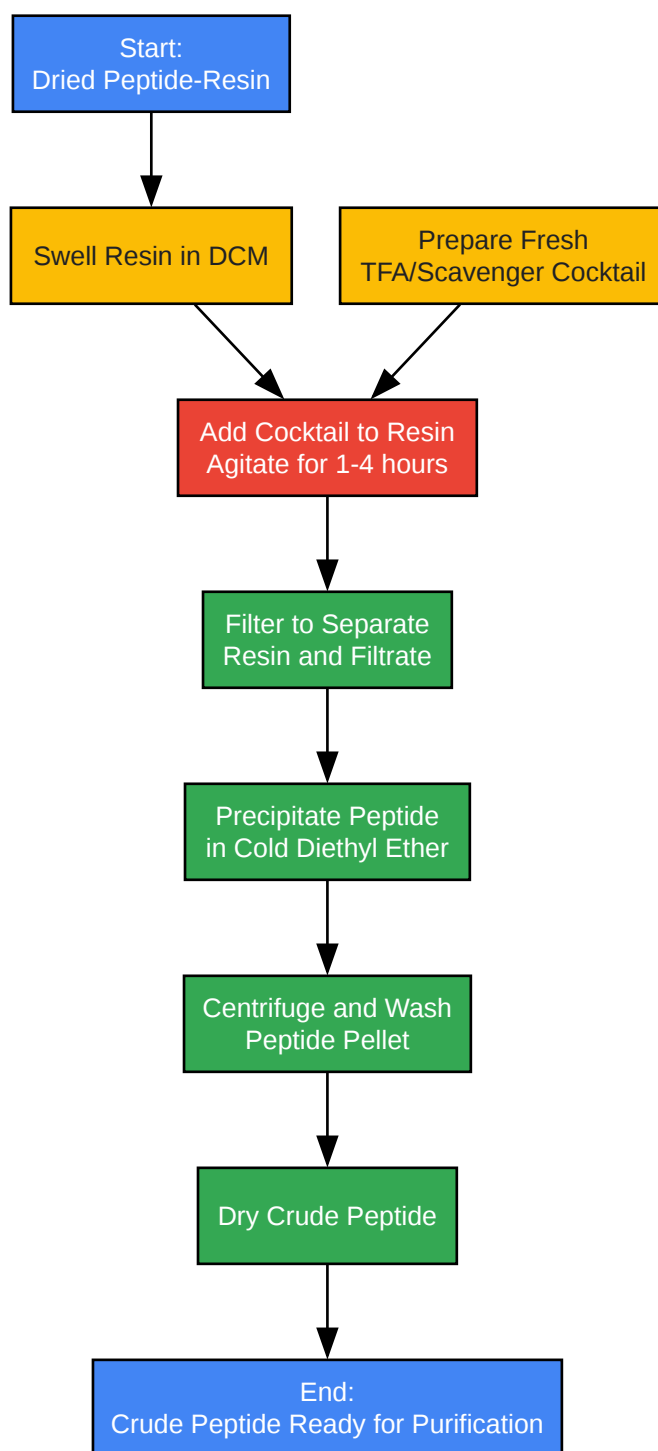 Start:
Dried Peptide-Resin
Swell Resin in DCM
Prepare Fresh
TFA/Scavenger Cocktail
Add Cocktail to Resin
Agitate for 1-4 hours
Filter to Separate
Resin and Filtrate
Precipitate Peptide
in Cold Diethyl Ether
Centrifuge and Wash
Peptide Pellet
Dry Crude Peptide
End:
Crude Peptide Ready for Purification